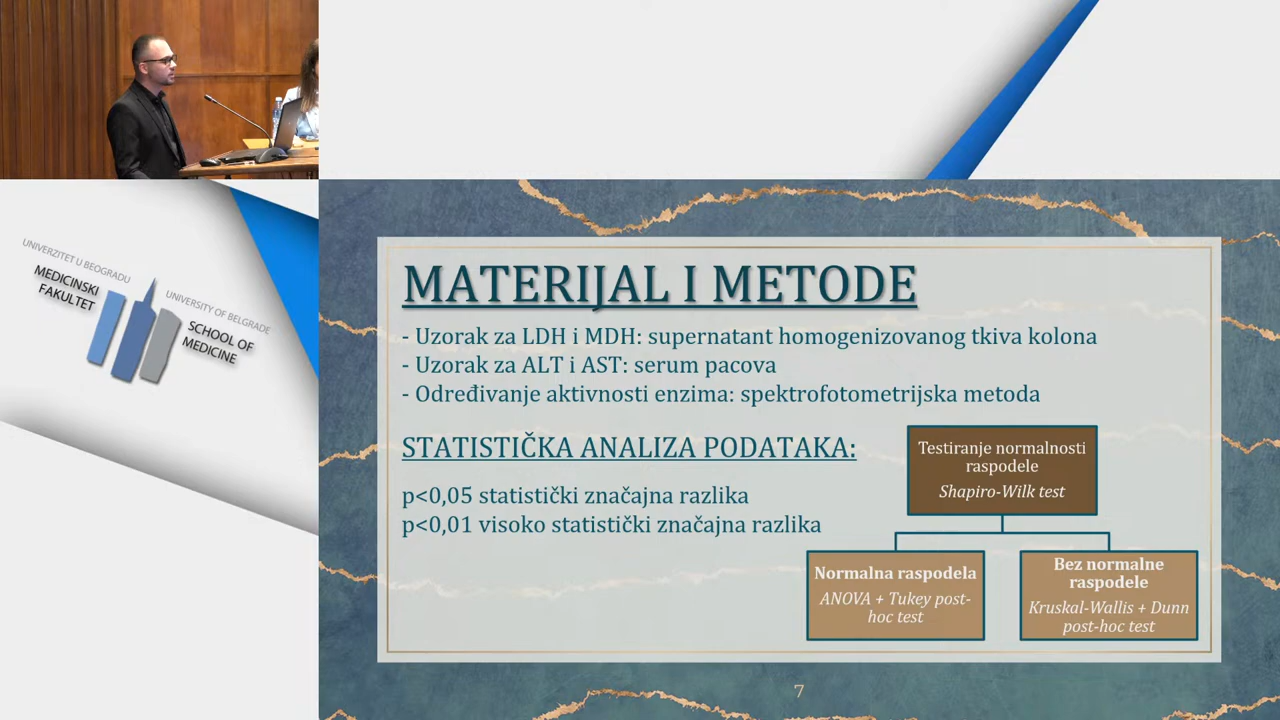 UNIVERZITET U BEOGRADU
MEDICINSKI
FAKULTET
UNIVERSITY OF BELGRADE
SCHOOL OF
MEDICINE
MATERIJAL I METODE
- Uzorak za LDH i MDH: supernatant homogenizovanog tkiva kolona
- Uzorak za ALT i AST: serum pacova
- Određivanje aktivnosti enzima: spektrofotometrijska metoda
STATISTIČKA ANALIZA PODATAKA:
p<0,05 statistički značajna razlika
p<0,01 visoko statistički značajna razlika
Testiranje normalnosti
raspodele
Shapiro-Wilk test
Normalna raspodela
ANOVA + Tukey post-
hoc test
Bez normalne
raspodele
Kruskal-Wallis + Dunn
post-hoc test
7